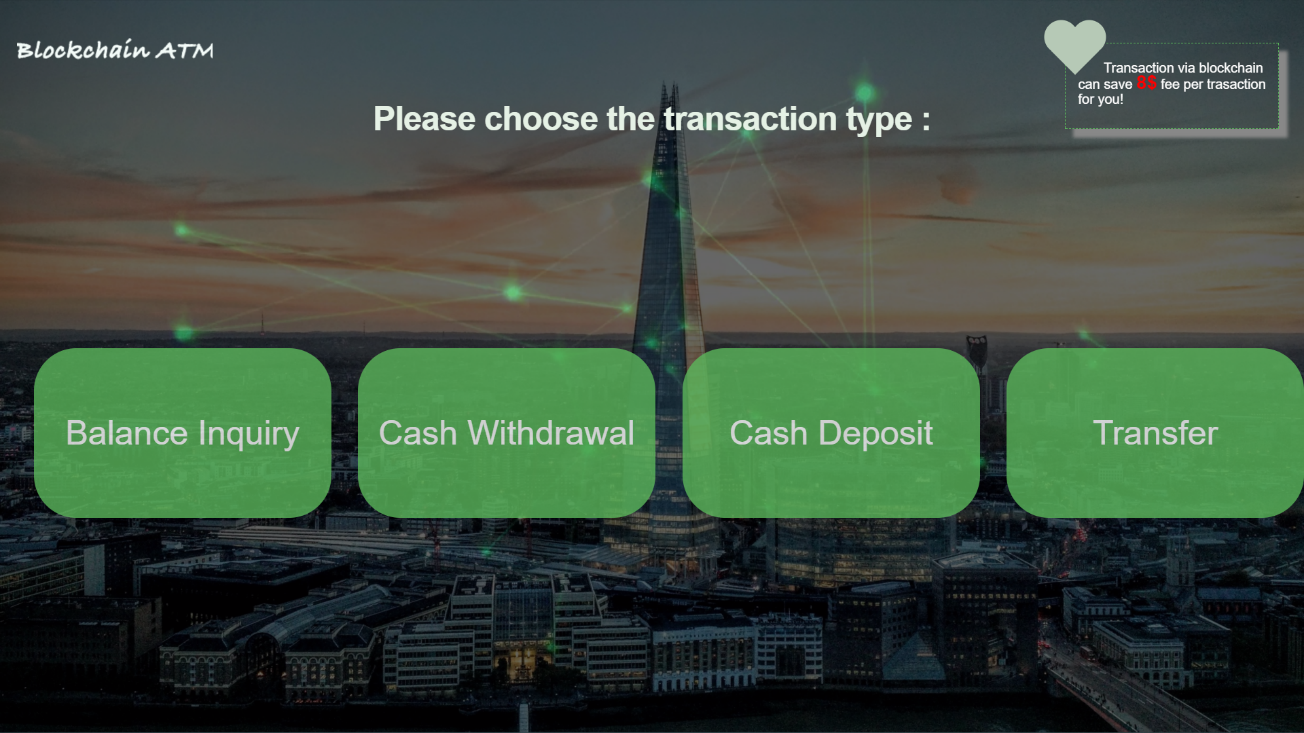 Blockchain ATM
Transaction via blockchain
can save 8$ fee per trasaction
for you!
Please choose the transaction type :
Balance Inquiry
Cash Withdrawal
Cash Deposit
Transfer